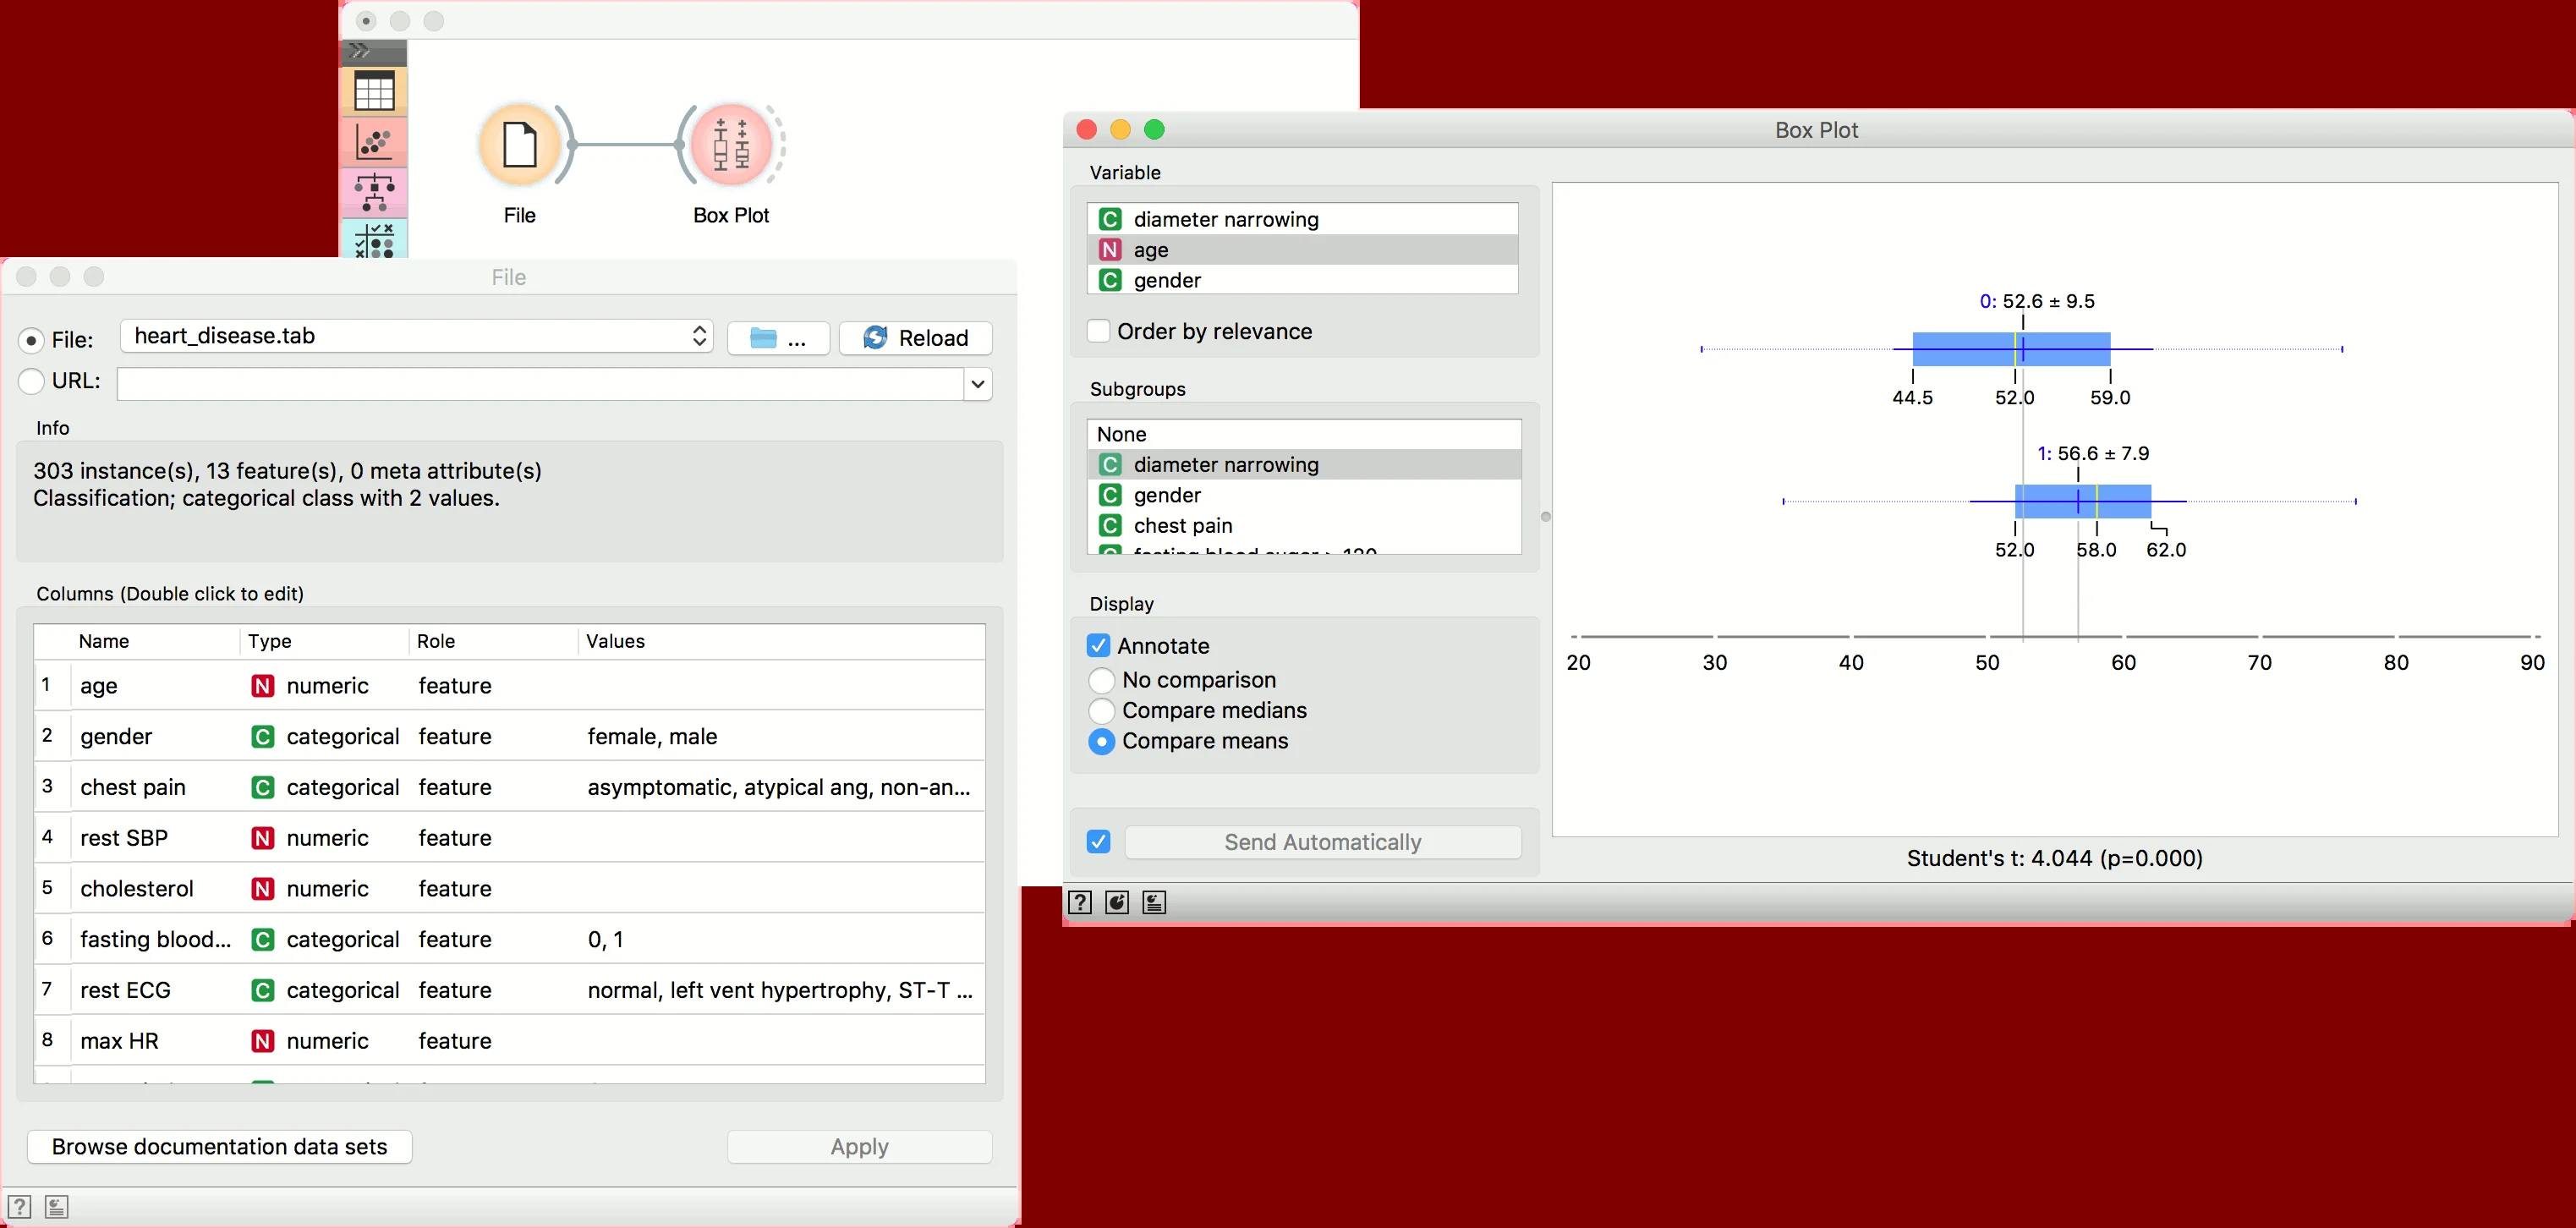 File
Box Plot
File
File:
heart_disease.tab
...
Reload
URL:
Info
303 instance(s), 13 feature(s), 0 meta attribute(s)
Classification; categorical class with 2 values.
Columns (Double click to edit)
Name Type Role Values
1 age N numeric feature
2 gender C categorical feature female, male
3 chest pain C categorical feature asymptomatic, atypical ang, non-an...
4 rest SBP N numeric feature
5 cholesterol N numeric feature
6 fasting blood... C categorical feature 0, 1
7 rest ECG C categorical feature normal, left vent hypertrophy, ST-T ...
8 max HR N numeric feature
Browse documentation data sets
Apply
?
Box Plot
Variable
C diameter narrowing
N age
C gender
Order by relevance
Subgroups
None
C diameter narrowing
C gender
C chest pain
Display
Annotate
No comparison
Compare medians
Compare means
Send Automatically
?
0: 52.6 ± 9.5
44.5 52.0 59.0
1: 56.6 ± 7.9
52.0 58.0 62.0
20 30 40 50 60 70 80 90
Student's t: 4.044 (p=0.000)